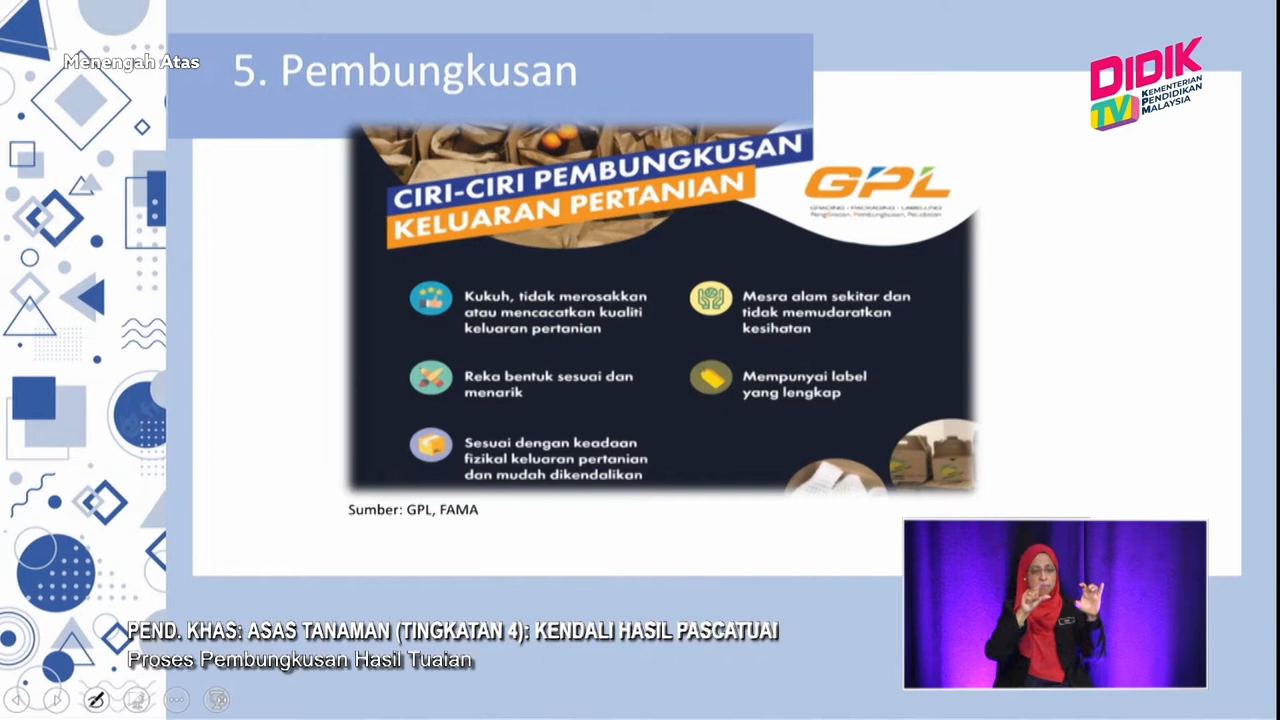 Menengah Atas
5. Pembungkusan
DIDIK
TV
KEMENTERIAN
PENDIDIKAN
MALAYSIA
CIRI-CIRI PEMBUNGKUSAN
KELUARAN PERTANIAN
GPL
GRADING • PACKAGING • LABELLING
Penggredan, Pembungkusan, Pelabelan
Kukuh, tidak merosakkan
atau mencacatkan kualiti
keluaran pertanian
Mesra alam sekitar dan
tidak memudaratkan
kesihatan
Reka bentuk sesuai dan
menarik
Mempunyai label
yang lengkap
Sesuai dengan keadaan
fizikal keluaran pertanian
dan mudah dikendalikan
Sumber: GPL, FAMA
PEND. KHAS: ASAS TANAMAN (TINGKATAN 4): KENDALI HASIL PASCATUAI
Proses Pembungkusan Hasil Tuaian